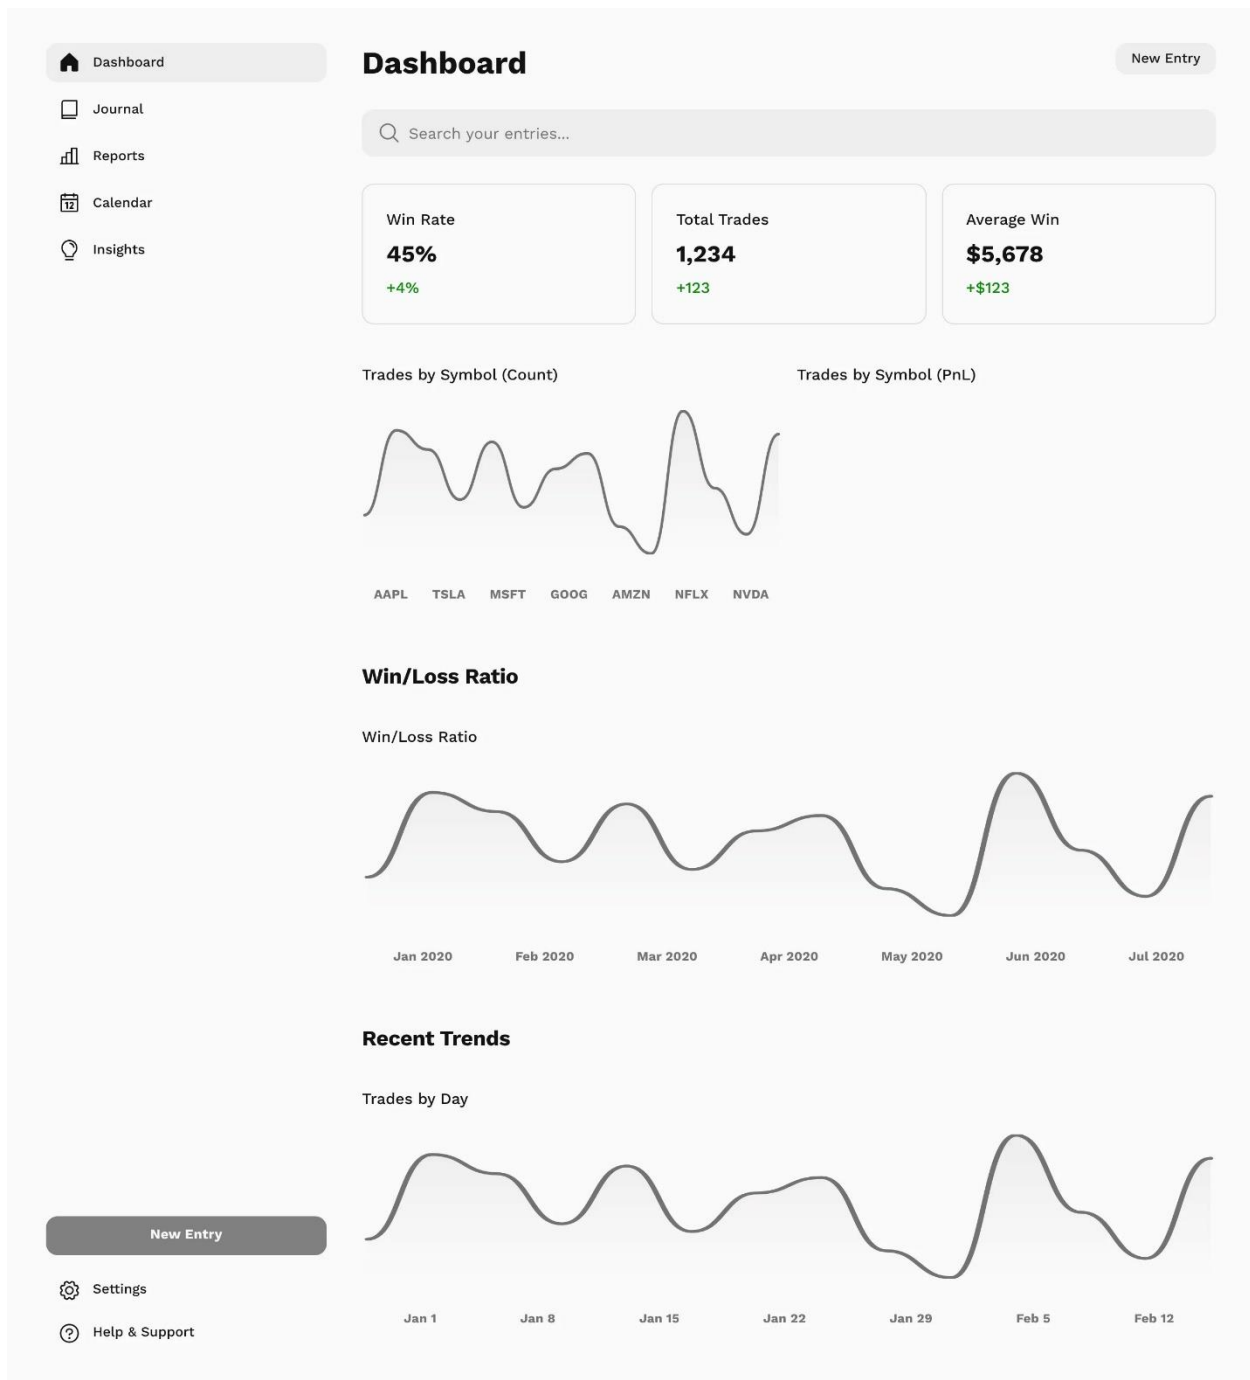 Dashboard
Journal
Reports
12
Calendar
Insights
New Entry
Settings
Help & Support
Dashboard
New Entry
Search your entries...
Win Rate
45%
+4%
Total Trades
1,234
+123
Average Win
$5,678
+$123
Trades by Symbol (Count)
AAPL TSLA MSFT GOOG AMZN NFLX NVDA
Trades by Symbol (PnL)
Win/Loss Ratio
Win/Loss Ratio
Jan 2020 Feb 2020 Mar 2020 Apr 2020 May 2020 Jun 2020 Jul 2020
Recent Trends
Trades by Day
Jan 1 Jan 8 Jan 15 Jan 22 Jan 29 Feb 5 Feb 12